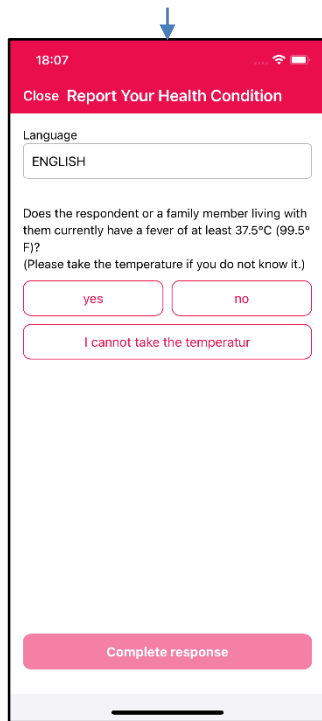 18:07
Close Report Your Health Condition
Language
ENGLISH
Does the respondent or a family member living with
them currently have a fever of at least 37.5°C (99.5°
F)?
(Please take the temperature if you do not know it.)
yes no
I cannot take the temperatur
Complete response